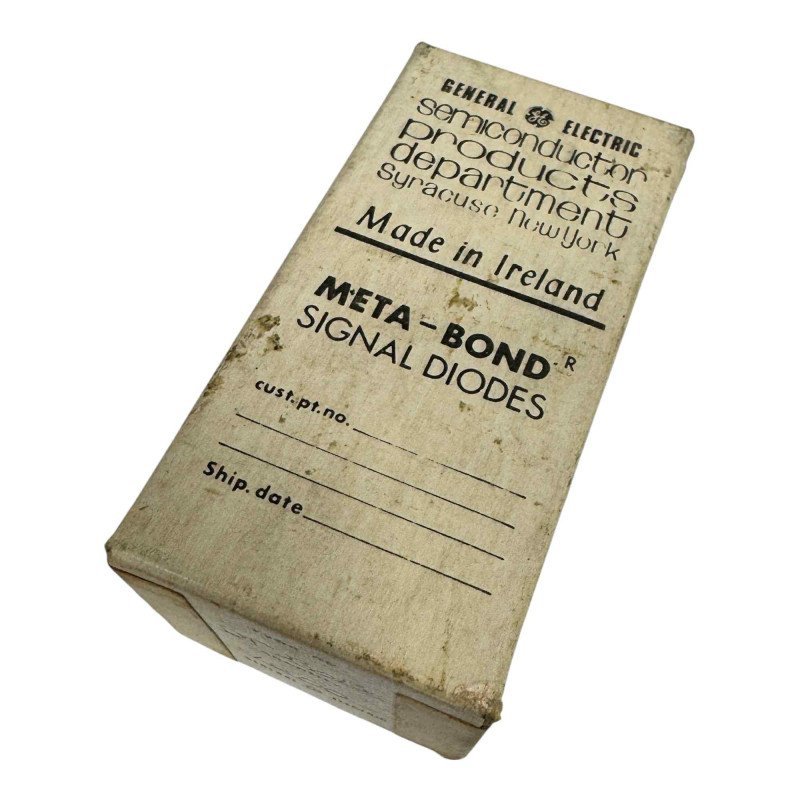 GENERAL GE ELECTRIC
semiconductor
products
department
Syracuse New York
Made in Ireland
META-BOND R
SIGNAL DIODES
cust.pt.no.
Ship.date